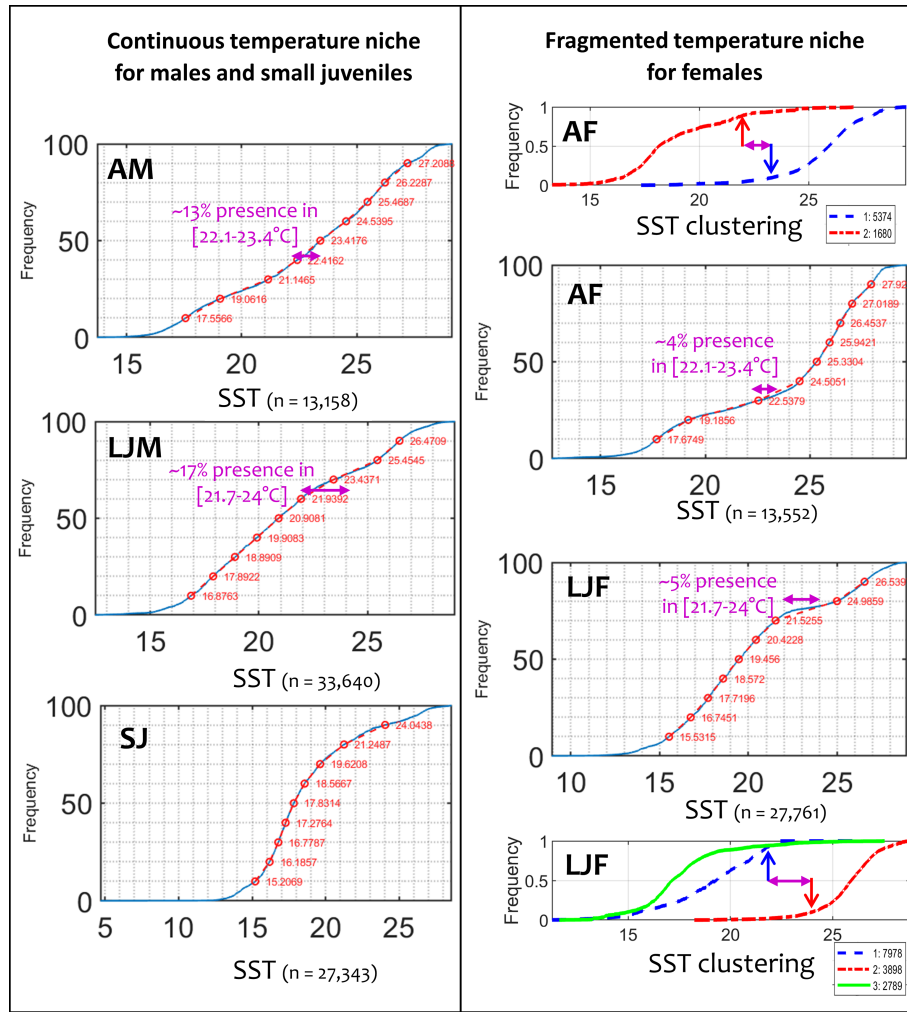 Continuous temperature niche
for males and small juveniles
AM
100
50
0
Frequency
~13% presence in
[22.1-23.4°C]
27.2088
26.2287
25.4687
24.5395
23.4176
22.4162
21.1465
19.0616
17.5566
15 20 25
SST (n = 13,158)
LJM
100
50
0
Frequency
~17% presence in
[21.7-24°C]
26.4709
25.4545
23.4371
21.9392
20.9081
19.9083
18.8909
17.8922
16.8763
15 20 25
SST (n = 33,640)
SJ
100
50
0
Frequency
24.0438
21.2487
19.6208
18.5667
17.8314
17.2764
16.7787
16.1857
15.2069
5 10 15 20 25
SST (n = 27,343)
Fragmented temperature niche
for females
AF
1
0.5
0
Frequency
15 20 25
SST clustering
1: 5374
2: 1680
AF
100
50
0
Frequency
~4% presence
in [22.1-23.4°C]
27.92
27.0189
26.4537
25.9421
25.3304
24.5051
22.5379
19.1856
17.6749
15 20 25
SST (n = 13,552)
LJF
100
50
0
Frequency
~5% presence
in [21.7-24°C]
26.539
24.9859
21.5255
20.4228
19.456
18.572
17.7196
16.7451
15.5315
10 15 20 25
SST (n = 27,761)
LJF
1
0.5
0
Frequency
15 20 25
SST clustering
1: 7978
2: 3898
3: 2789